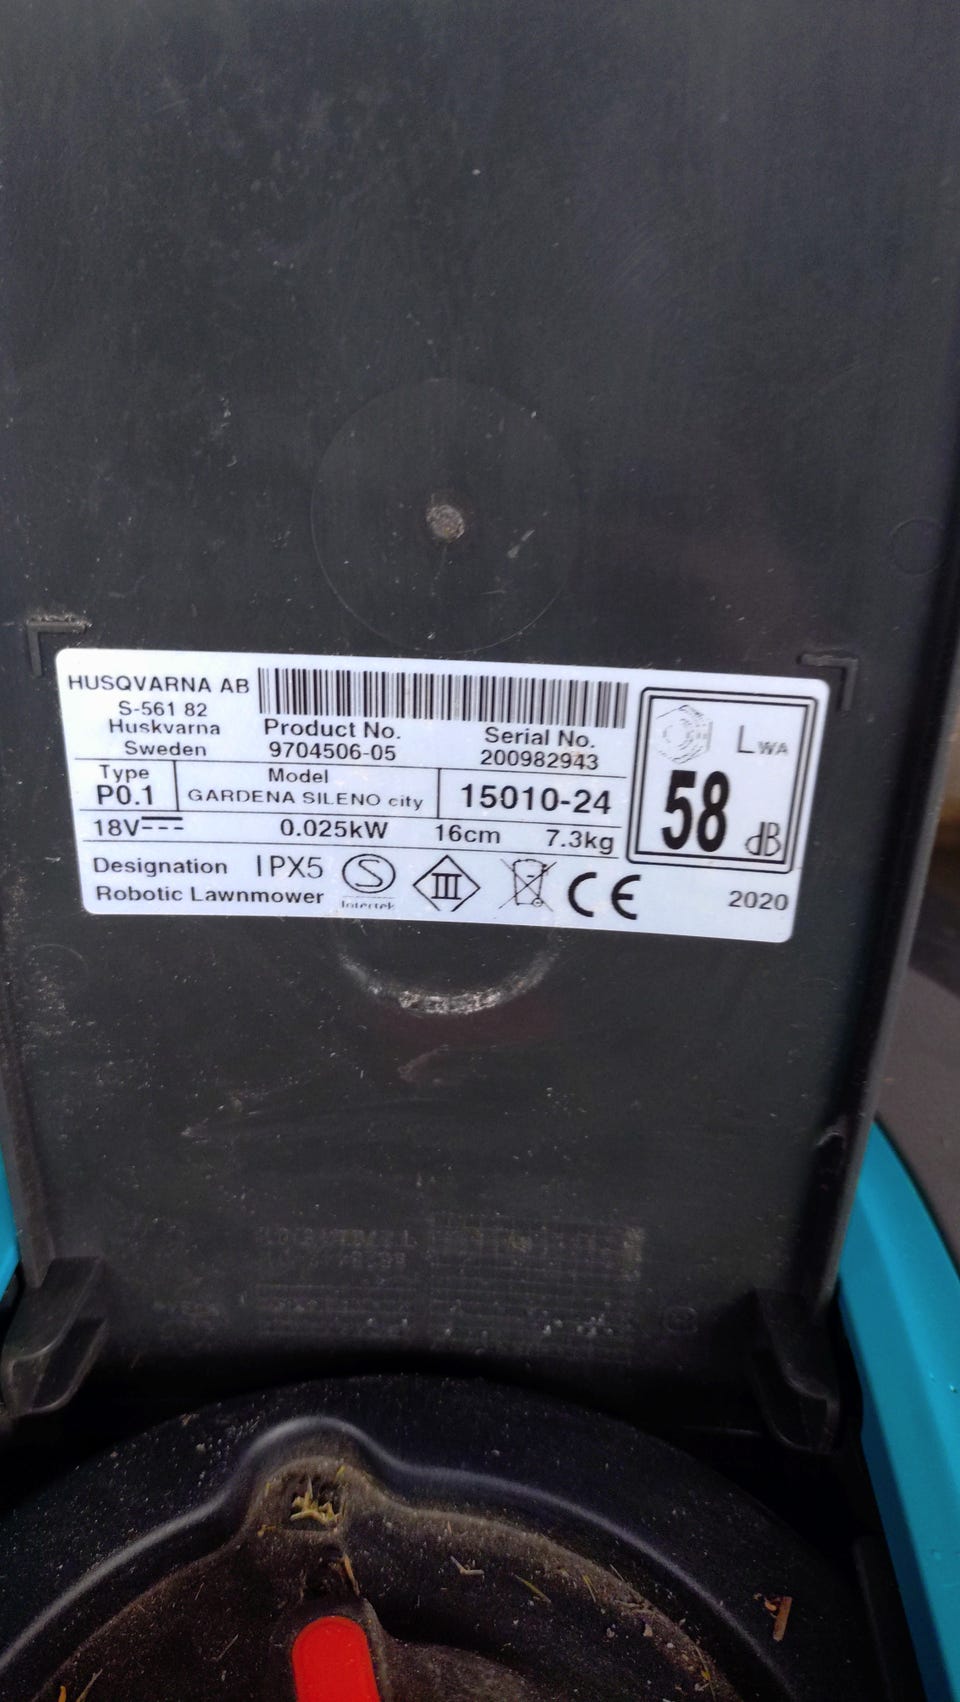 HUSQVARNA AB
S-561 82
Huskvarna
Sweden
Product No.
9704506-05
Serial No.
200982943
Type
P0.1
Model
GARDENA SILENO city
15010-24
18V
0.025kW
16cm
7.3kg
Designation
Robotic Lawnmower
IPX5
S
Intertek
III
CE
LWA
58 dB
2020